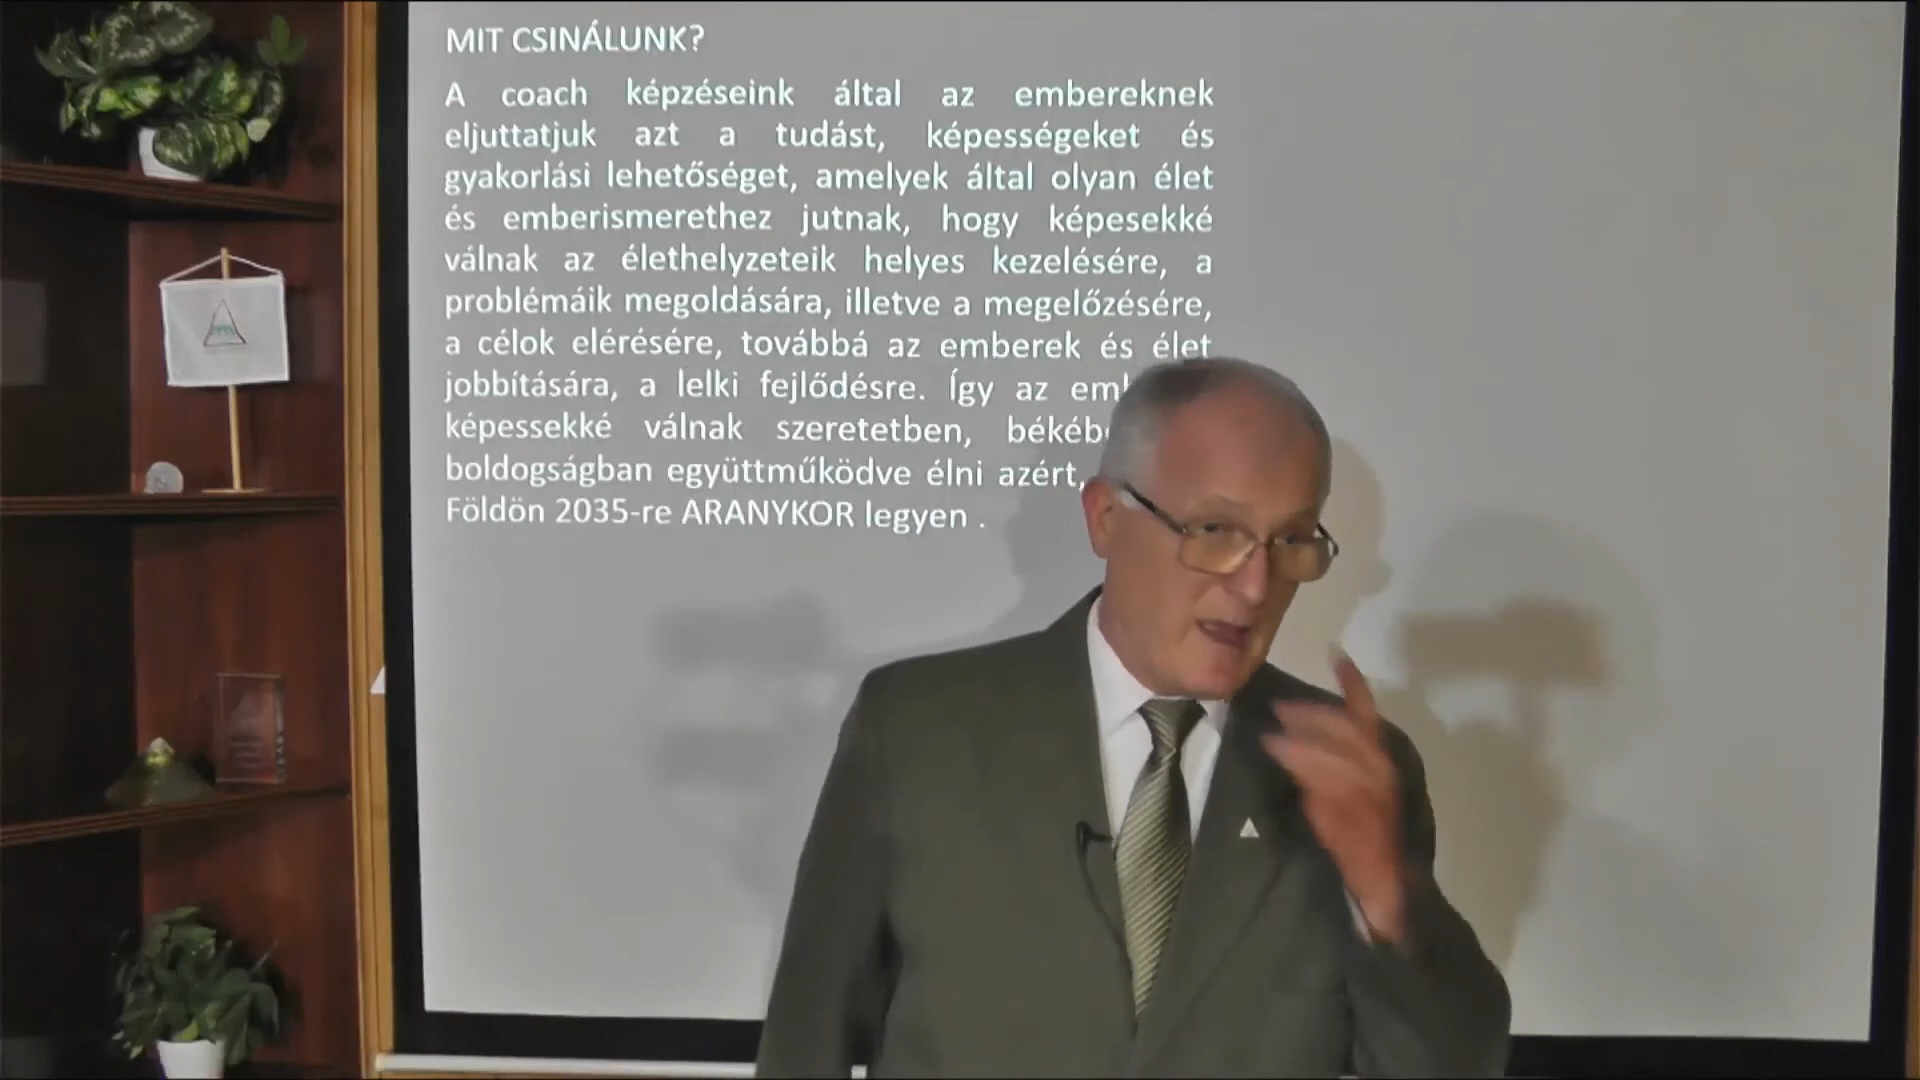 MIT CSINÁLUNK?
A coach képzéseink által az embereknek
eljuttatjuk azt a tudást, képességeket és
gyakorlási lehetőséget, amelyek által olyan élet
és emberismerethez jutnak, hogy képesekké
válnak az élethelyzeteik helyes kezelésére, a
problémáik megoldására, illetve a megelőzésére,
a célok elérésére, továbbá az emberek és élet
jobbítására, a lelki fejlődésre. Így az
képessekké válnak szeretetben,
boldogságban együttműködve élni azért,
Földön 2035-re ARANYKOR legyen .